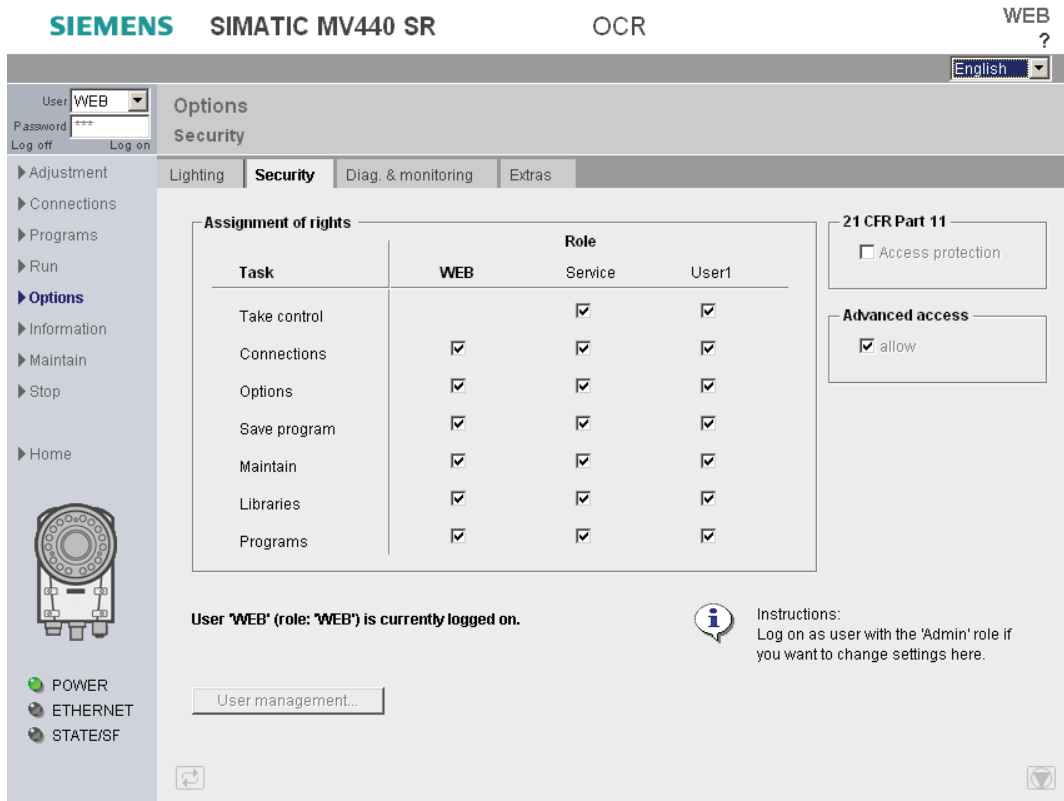 SIEMENS SIMATIC MV440 SR OCR WEB
?
English
User WEB
Password ***
Log off Log on
Options
Security
Adjustment
Connections
Programs
Run
Options
Information
Maintain
Stop
Home
POWER
ETHERNET
STATE/SF
Lighting Security Diag. & monitoring Extras
Assignment of rights
Role
Task WEB Service User1
Take control
Connections
Options
Save program
Maintain
Libraries
Programs
21 CFR Part 11
Access protection
Advanced access
allow
User 'WEB' (role: 'WEB') is currently logged on.
Instructions:
Log on as user with the 'Admin' role if
you want to change settings here.
User management...